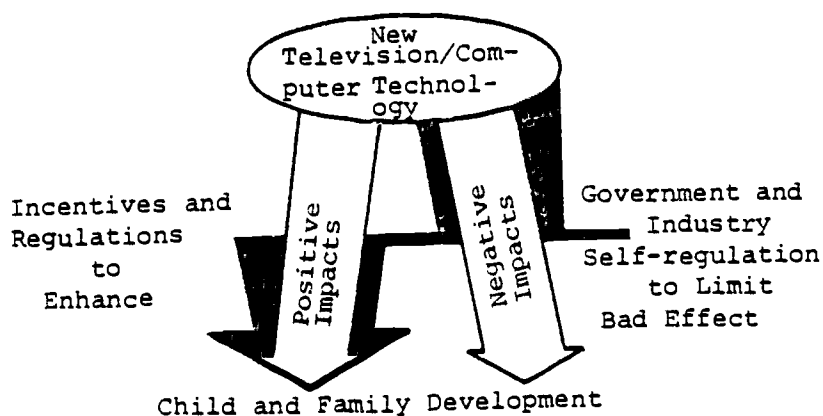 New
Television/Com-
puter Technol-
ogy
Incentives and
Regulations
to
Enhance
Positive
Impacts
Negative
Impacts
Government and
Industry
Self-regulation
to Limit
Bad Effect
Child and Family Development